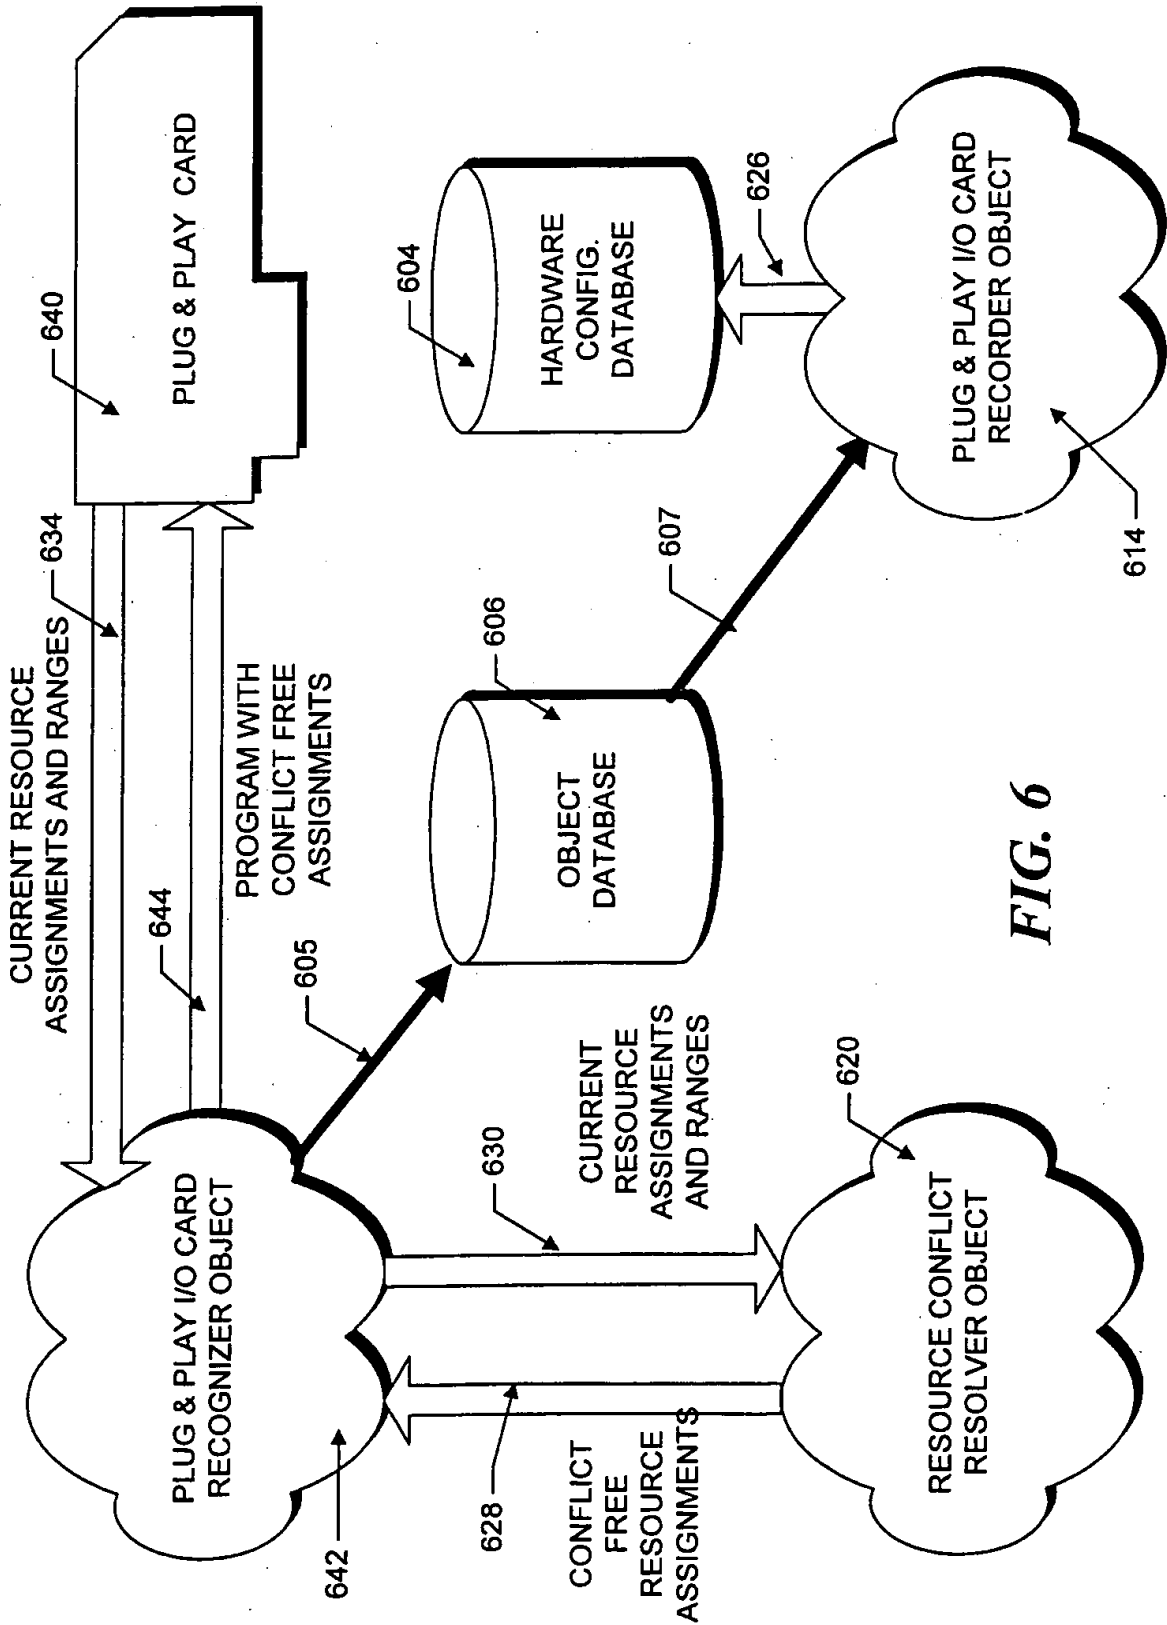 CURRENT RESOURCE
ASSIGNMENTS AND RANGES
634
640
PLUG & PLAY CARD
644
PROGRAM WITH
CONFLICT FREE
ASSIGNMENTS
PLUG & PLAY I/O CARD
RECOGNIZER OBJECT
642
605
606
OBJECT
DATABASE
604
HARDWARE
CONFIG.
DATABASE
607
626
628
CONFLICT
FREE
RESOURCE
ASSIGNMENTS
630
CURRENT
RESOURCE
ASSIGNMENTS
AND RANGES
620
RESOURCE CONFLICT
RESOLVER OBJECT
PLUG & PLAY I/O CARD
RECORDER OBJECT
614
FIG. 6